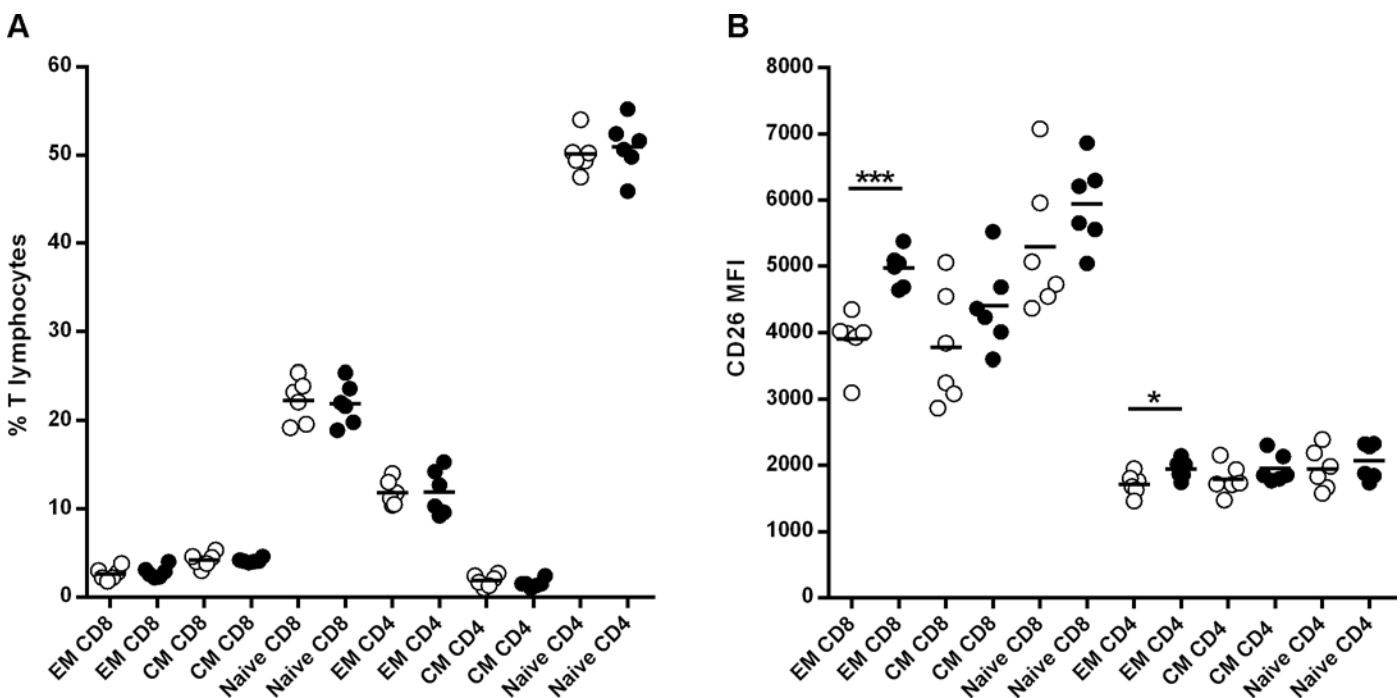 A
% T lymphocytes
60
50
40
30
20
10
0
EM CD8
EM CD8
CM CD8
CM CD8
Naive CD8
Naive CD8
EM CD4
EM CD4
CM CD4
CM CD4
Naive CD4
Naive CD4
B
CD26 MFI
8000
7000
6000
5000
4000
3000
2000
1000
0
***
*
EM CD8
EM CD8
CM CD8
CM CD8
Naive CD8
Naive CD8
EM CD4
EM CD4
CM CD4
CM CD4
Naive CD4
Naive CD4